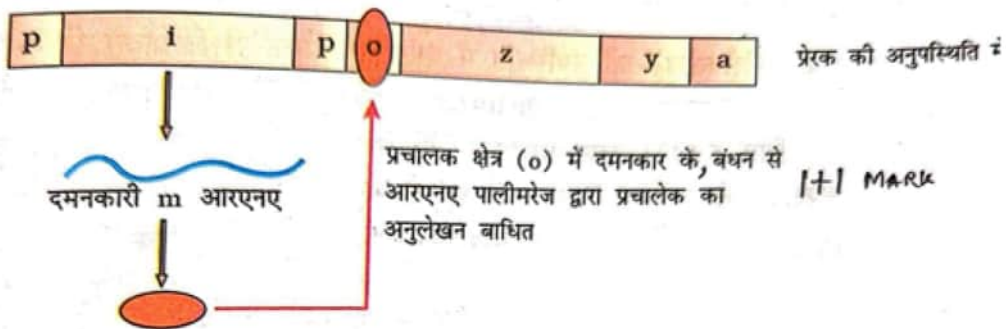 p i p o z y a
प्रेरक की अनुपस्थिति में
प्रचालक क्षेत्र (o) में दमनकार के, बंधन से
आरएनए पालीमरेज द्वारा प्रचालेक का
अनुलेखन बाधित
1+1 MARK
दमनकारी m आरएनए